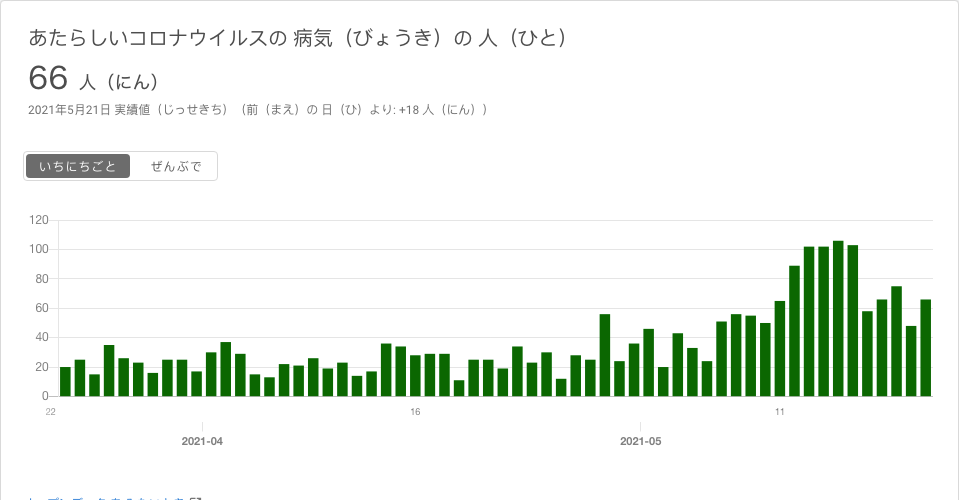 あたらしいコロナウイルスの 病気（びょうき）の 人（ひと）
66 人（にん）
2021年5月21日 実績値（じっせきち）（前（まえ）の 日（ひ）より: +18 人（にん））
いちにちごと ぜんぶで
120
100
80
60
40
20
0
22 16 11
2021-04 2021-05